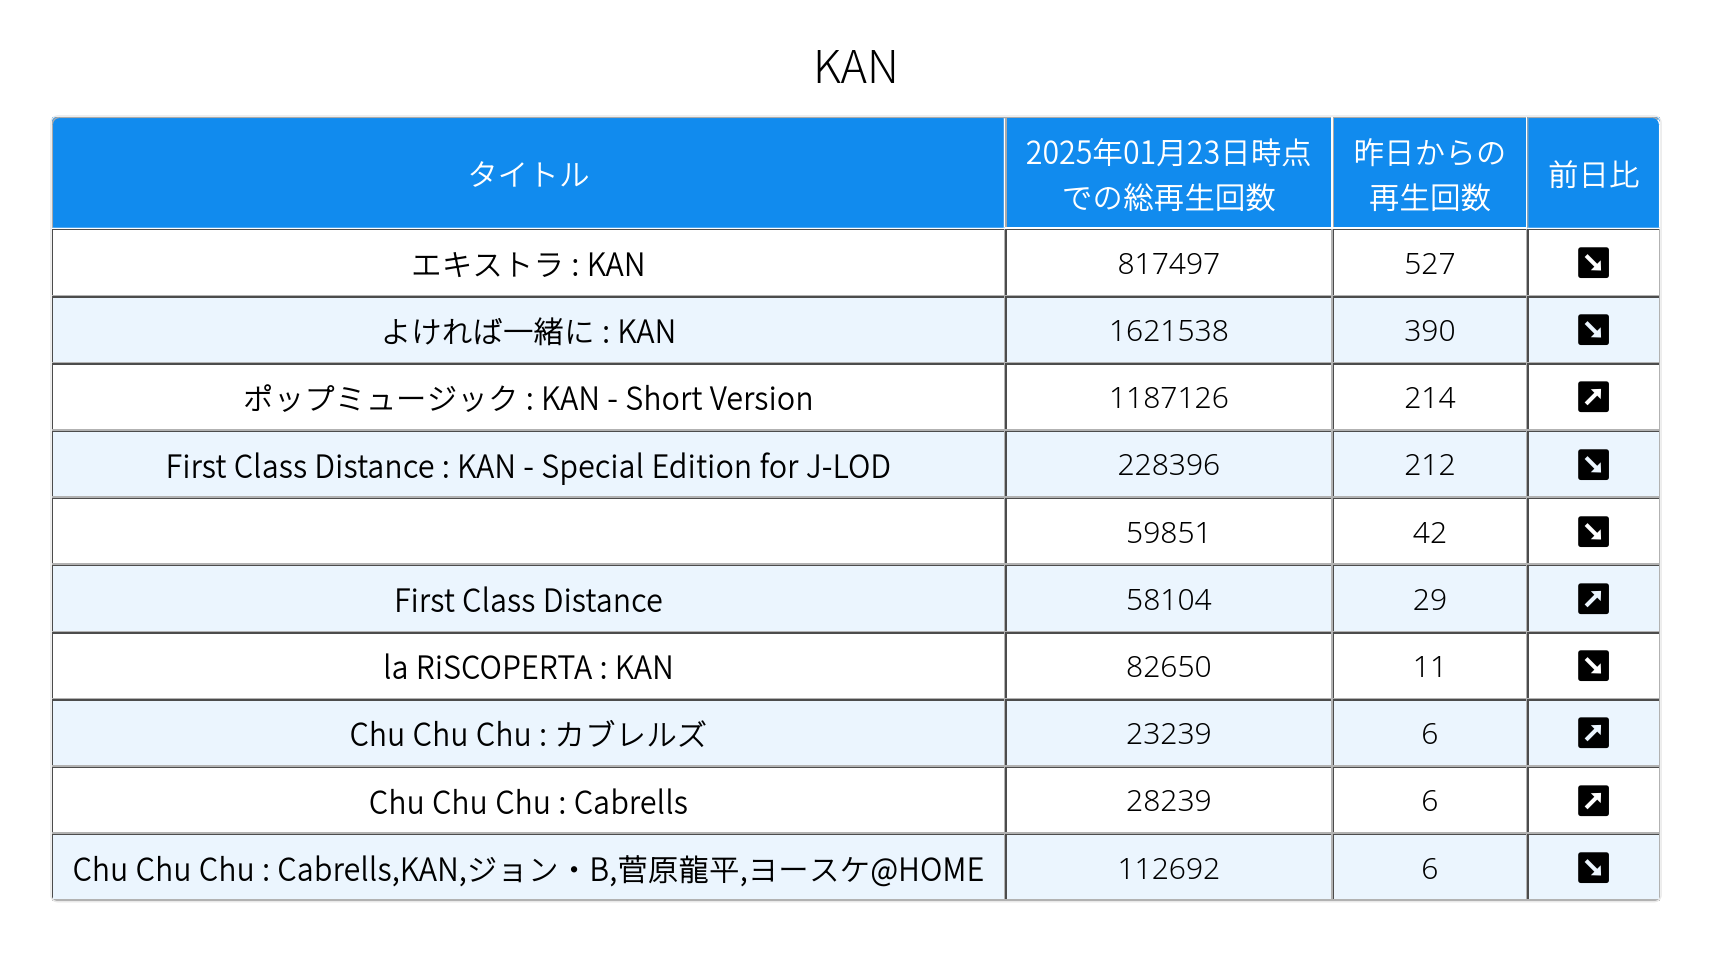 KAN
タイトル
2025年01月23日時点
での総再生回数
昨日からの
再生回数
前日比
エキストラ : KAN 817497 527
よければ一緒に : KAN 1621538 390
ポップミュージック : KAN - Short Version 1187126 214
First Class Distance : KAN - Special Edition for J-LOD 228396 212
59851 42
First Class Distance 58104 29
la RiSCOPERTA : KAN 82650 11
Chu Chu Chu : カブレルズ 23239 6
Chu Chu Chu : Cabrells 28239 6
Chu Chu Chu : Cabrells,KAN,ジョン・B,菅原龍平,ヨースケ@HOME 112692 6